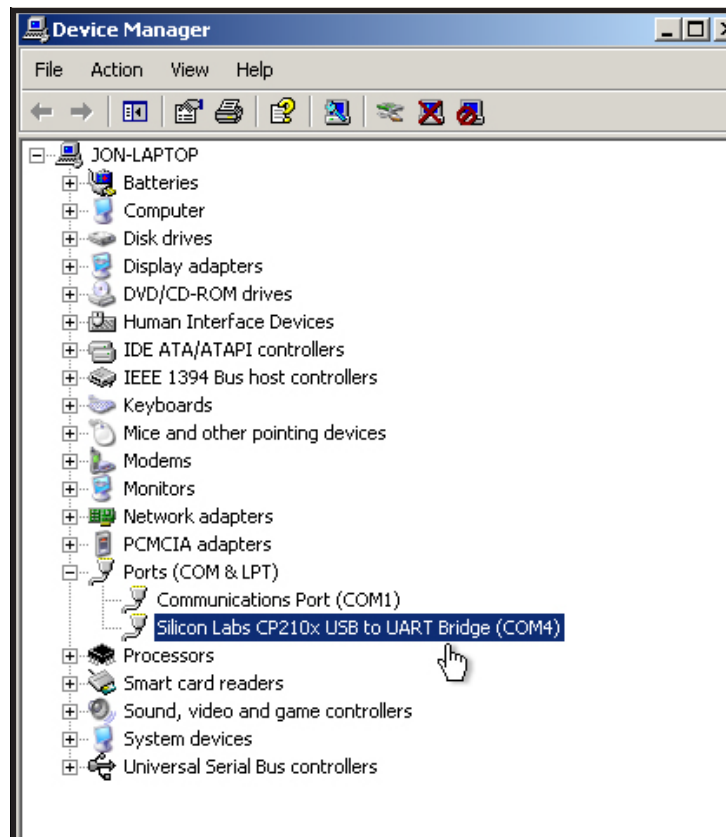 Device Manager
File Action View Help
JON-LAPTOP
Batteries
Computer
Disk drives
Display adapters
DVD/CD-ROM drives
Human Interface Devices
IDE ATA/ATAPI controllers
IEEE 1394 Bus host controllers
Keyboards
Mice and other pointing devices
Modems
Monitors
Network adapters
PCMCIA adapters
Ports (COM & LPT)
Communications Port (COM1)
Silicon Labs CP210x USB to UART Bridge (COM4)
Processors
Smart card readers
Sound, video and game controllers
System devices
Universal Serial Bus controllers